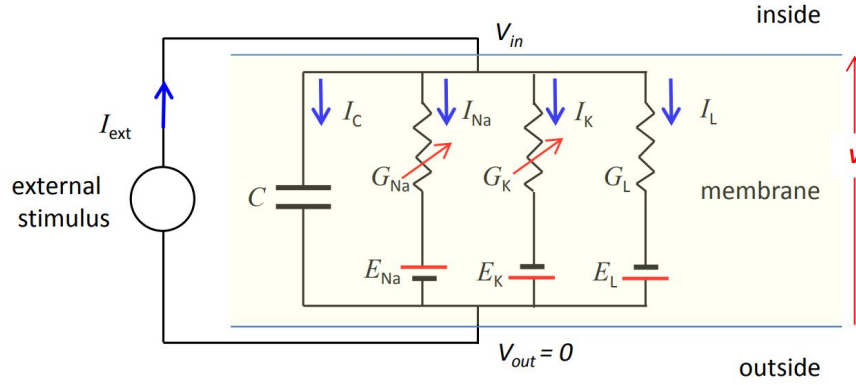 inside
V_in
I_C
I_Na
I_K
I_L
I_ext
V
external
stimulus
C
G_Na
G_K
G_L
membrane
E_Na
E_K
E_L
V_out = 0
outside